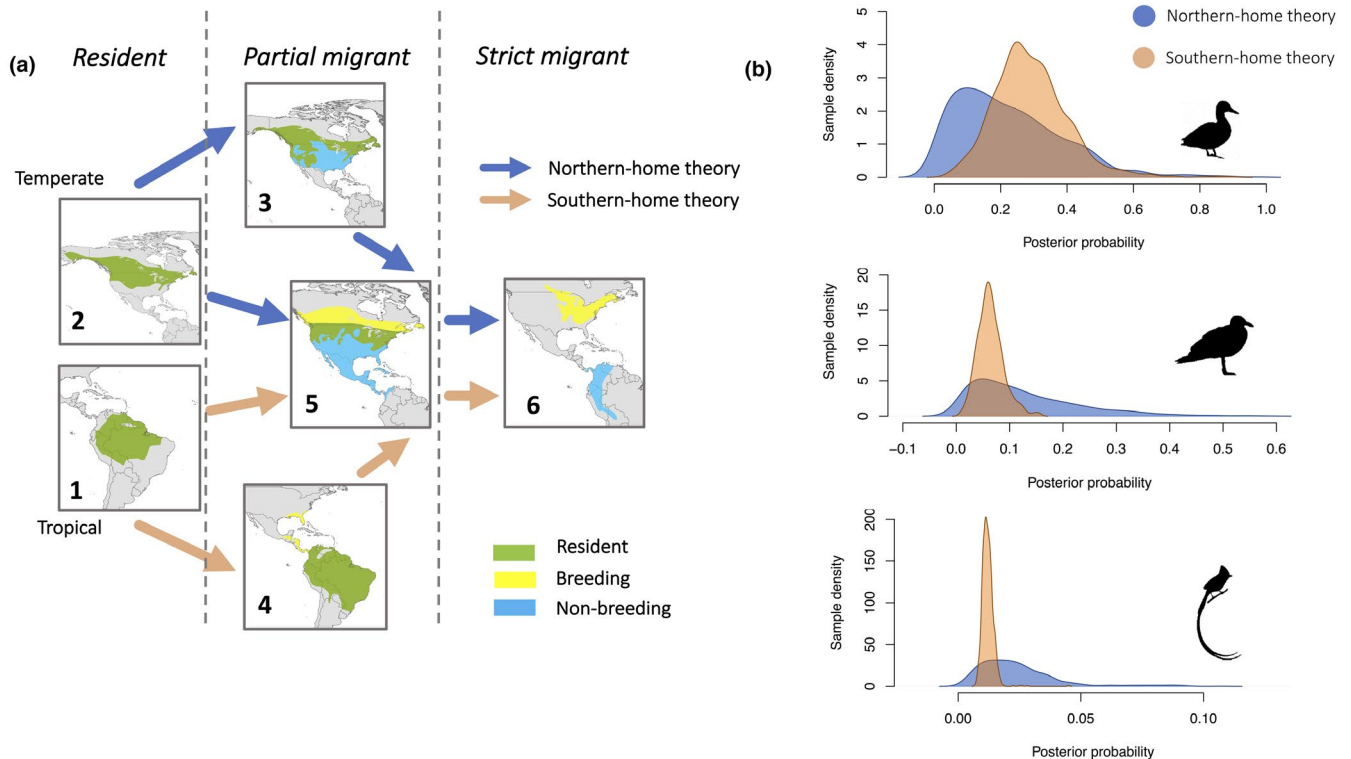 (a)
Resident
Partial migrant
Strict migrant
Temperate
Tropical
1
2
3
4
5
6
Northern-home theory
Southern-home theory
Resident
Breeding
Non-breeding
(b)
Northern-home theory
Southern-home theory
Sample density
0 1 2 3 4 5
0.0 0.2 0.4 0.6 0.8 1.0
Posterior probability
Sample density
0 5 10 15 20
−0.1 0.0 0.1 0.2 0.3 0.4 0.5 0.6
Posterior probability
Sample density
0 50 100 150 200
0.00 0.05 0.10
Posterior probability